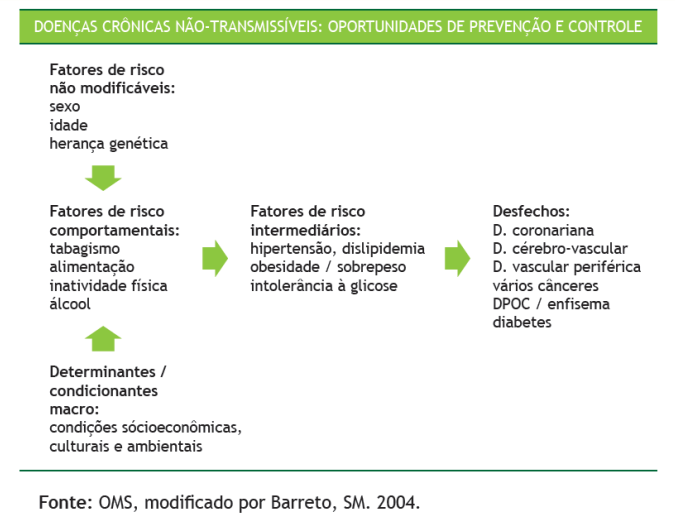 DOENÇAS CRÔNICAS NÃO-TRANSMISSÍVEIS: OPORTUNIDADES DE PREVENÇÃO E CONTROLE
Fatores de risco
não modificáveis:
sexo
idade
herança genética
Fatores de risco
comportamentais:
tabagismo
alimentação
inatividade física
álcool
Fatores de risco
intermediários:
hipertensão, dislipidemia
obesidade / sobrepeso
intolerância à glicose
Desfechos:
D. coronariana
D. cérebro-vascular
D. vascular periférica
vários cânceres
DPOC / enfisema
diabetes
Determinantes /
condicionantes
macro:
condições sócioeconômicas,
culturais e ambientais
Fonte: OMS, modificado por Barreto, SM. 2004.